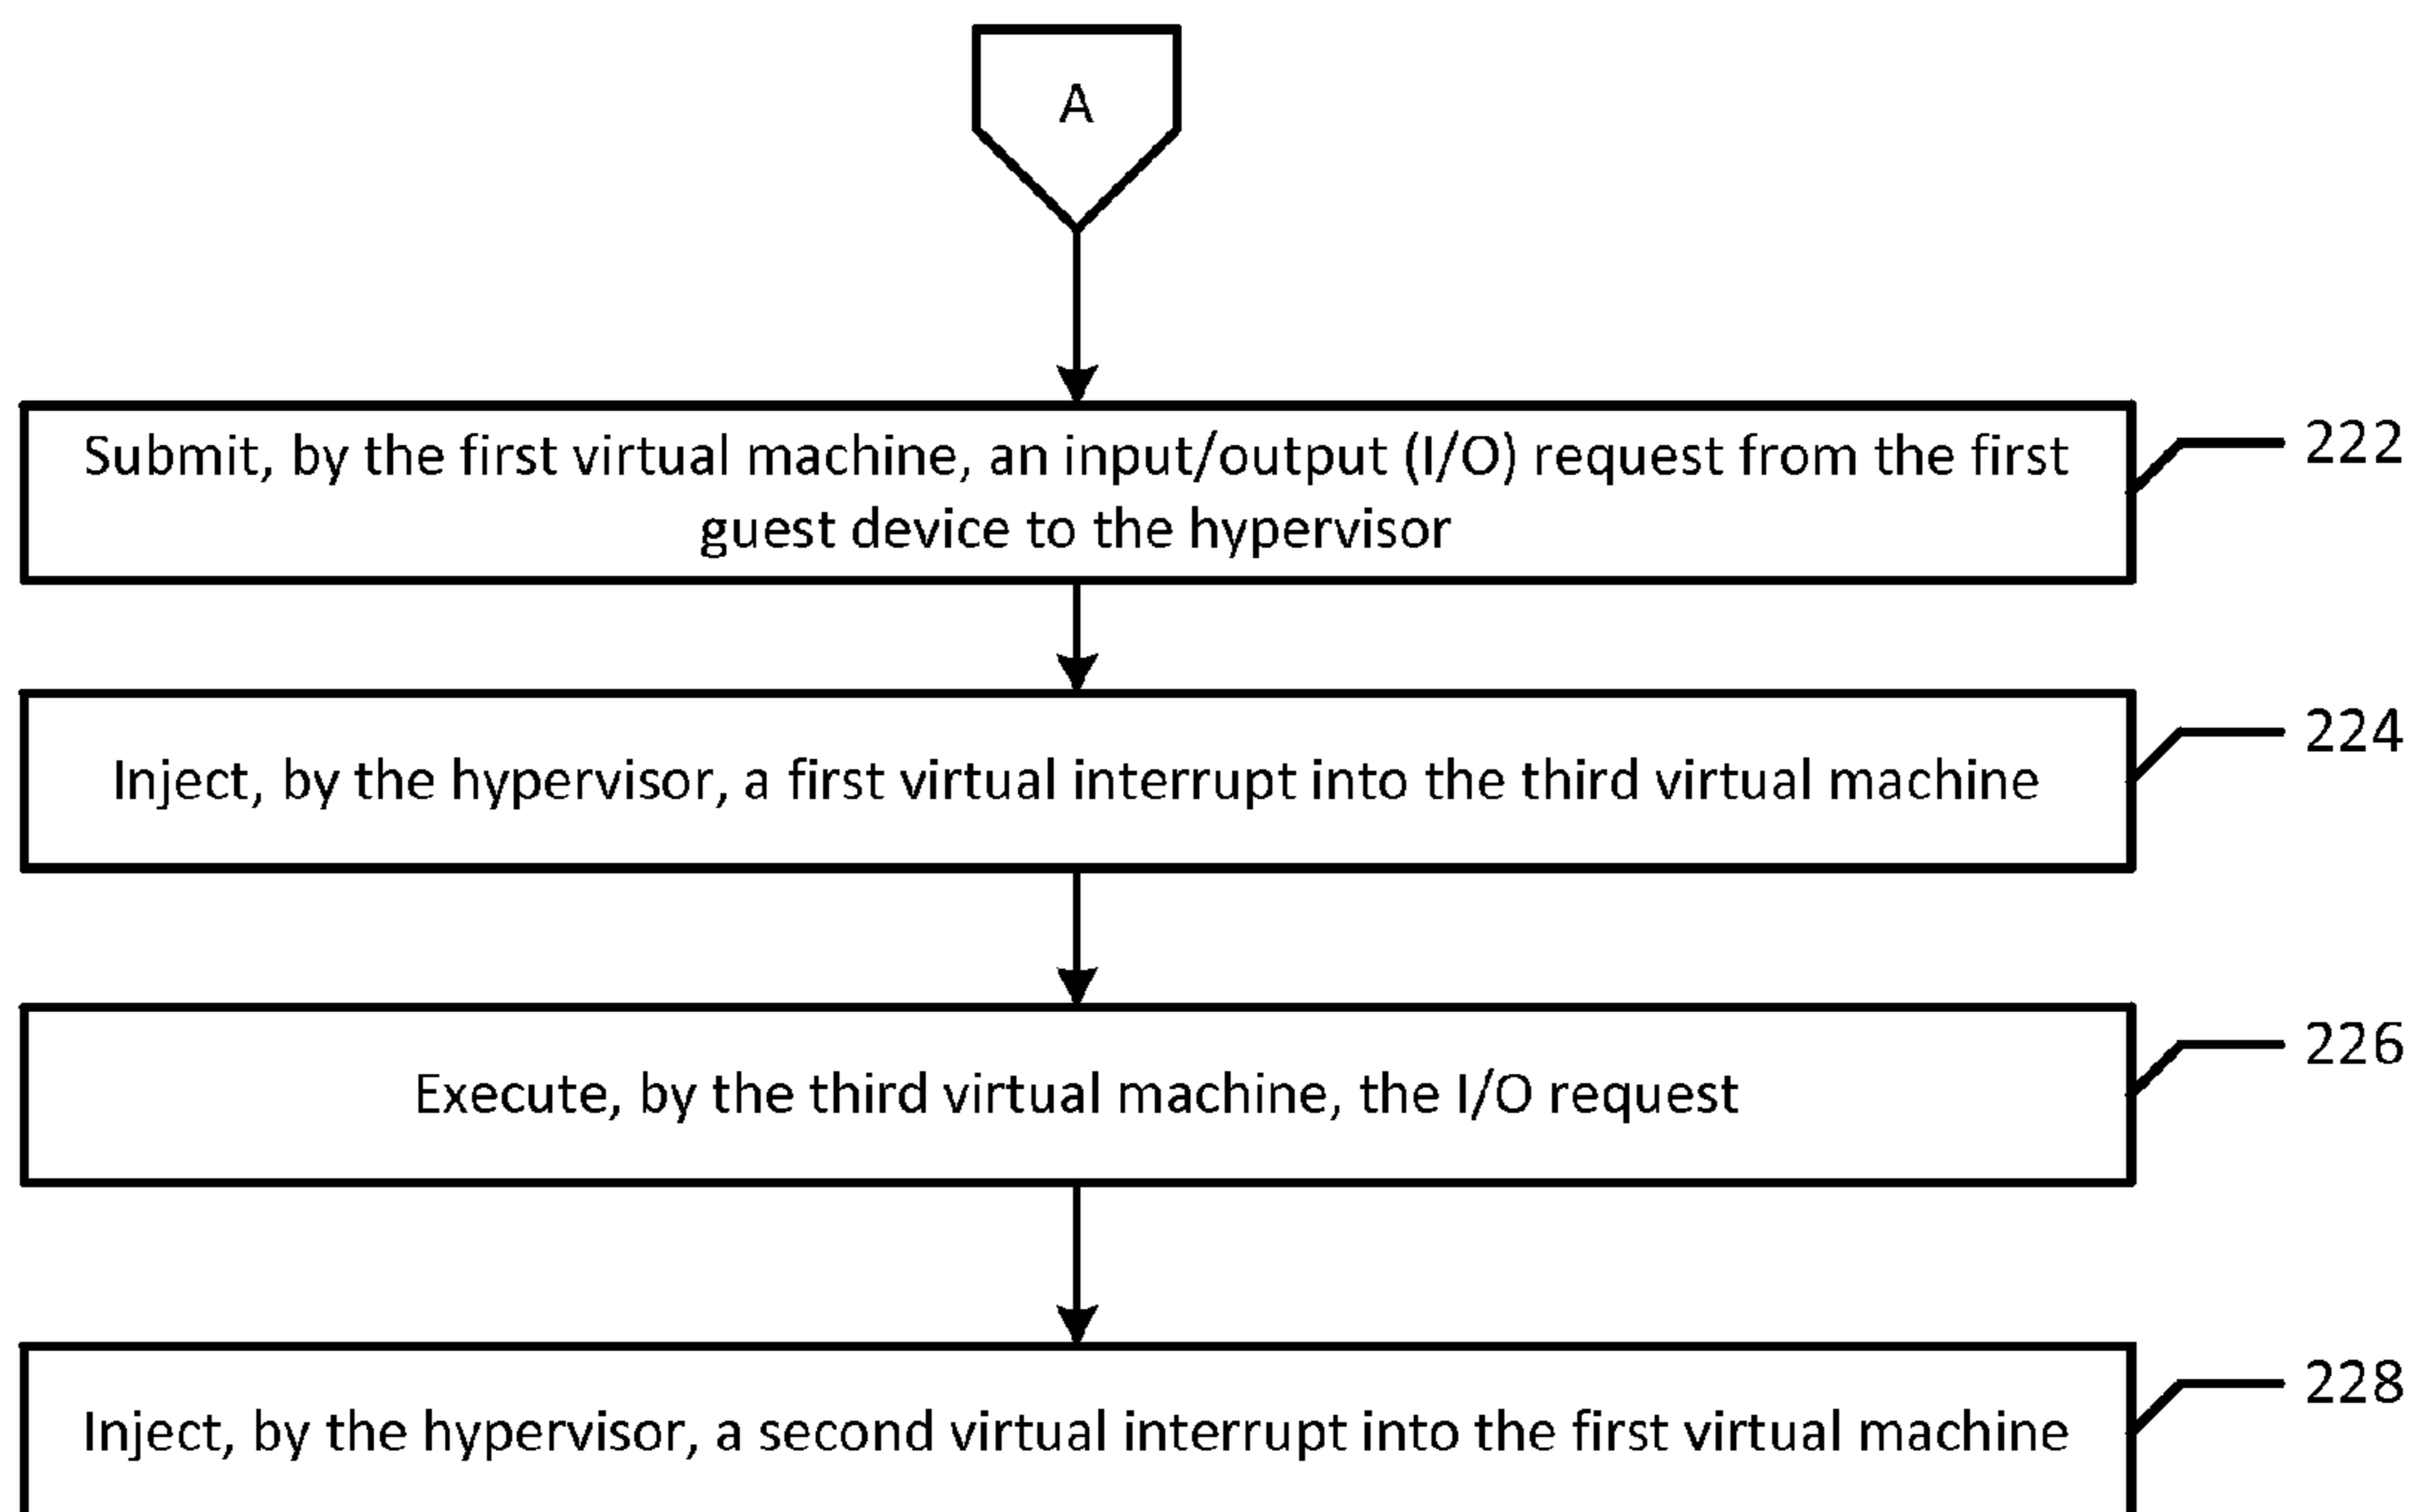 A
Submit, by the first virtual machine, an input/output (I/O) request from the first
guest device to the hypervisor
222
Inject, by the hypervisor, a first virtual interrupt into the third virtual machine
224
Execute, by the third virtual machine, the I/O request
226
Inject, by the hypervisor, a second virtual interrupt into the first virtual machine
228